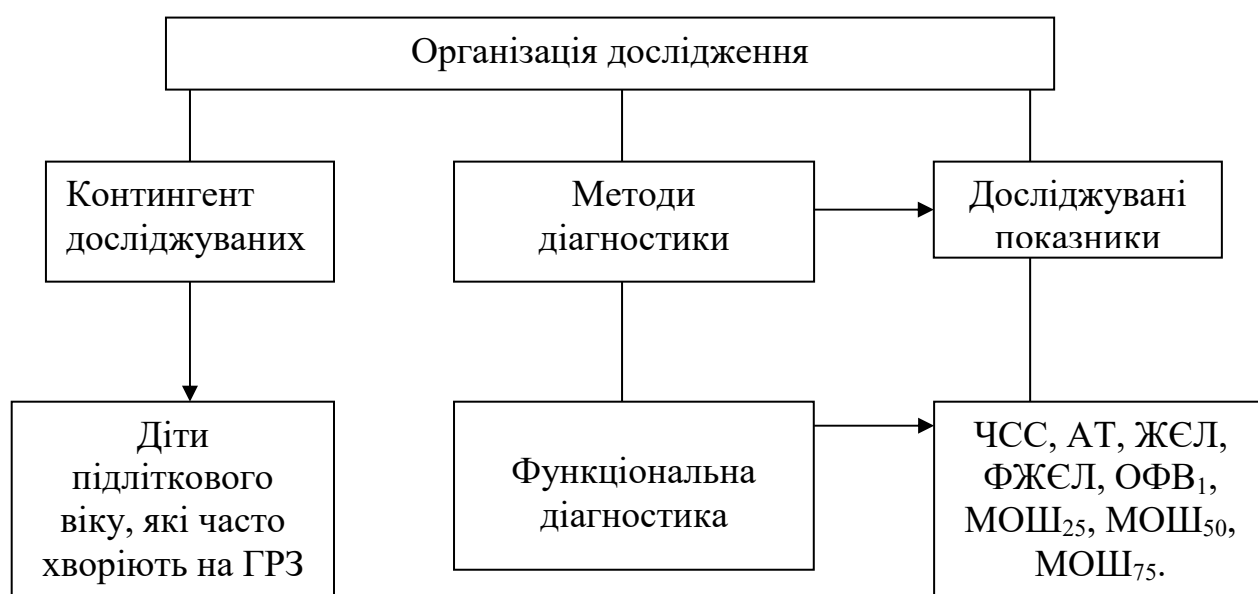 Організація дослідження
Контингент
досліджуваних
Методи
діагностики
Досліджувані
показники
Діти
підліткового
віку, які часто
хворіють на ГРЗ
Функціональна
діагностика
ЧСС, АТ, ЖЄЛ,
ФЖЄЛ, ОФВ₁,
МОШ₂₅, МОШ₅₀,
МОШ₇₅.